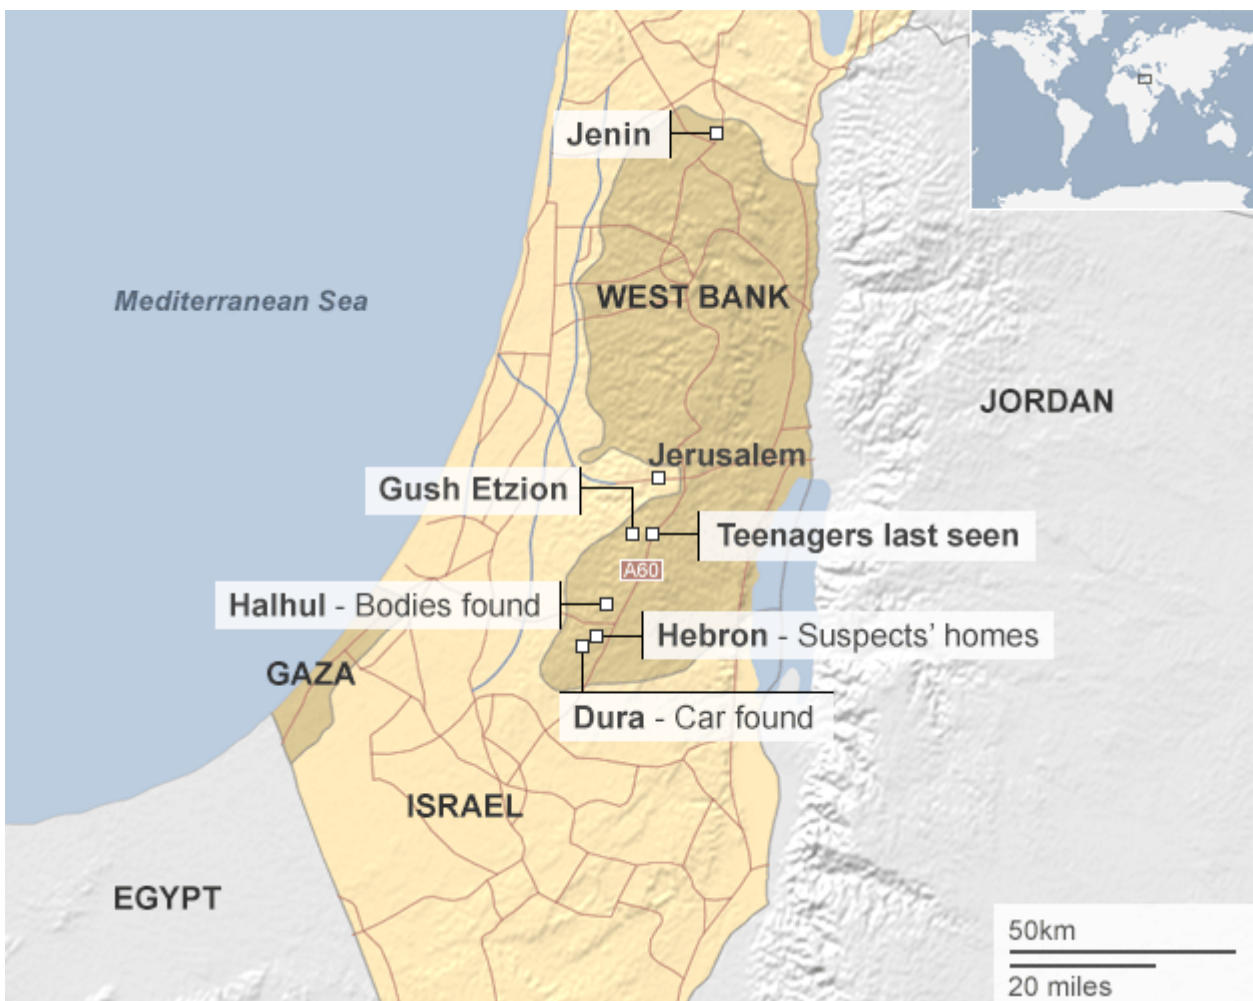 Jenin
Mediterranean Sea
WEST BANK
JORDAN
Jerusalem
Gush Etzion
Teenagers last seen
A60
Halhul - Bodies found
Hebron - Suspects’ homes
GAZA
Dura - Car found
ISRAEL
EGYPT
50km
20 miles